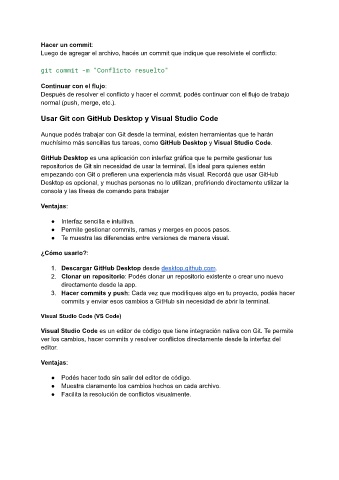 Hacer un commit:
Luego de agregar el archivo, hacés un commit que indique que resolviste el conflicto:
git commit -m "Conflicto resuelto"
Continuar con el flujo:
Después de resolver el conflicto y hacer el commit, podés continuar con el flujo de trabajo
normal (push, merge, etc.).
Usar Git con GitHub Desktop y Visual Studio Code
Aunque podés trabajar con Git desde la terminal, existen herramientas que te harán
muchísimo más sencillas tus tareas, como GitHub Desktop y Visual Studio Code.
GitHub Desktop es una aplicación con interfaz gráfica que te permite gestionar tus
repositorios de Git sin necesidad de usar la terminal. Es ideal para quienes están
empezando con Git o prefieren una experiencia más visual. Recordá que usar GitHub
Desktop es opcional, y muchas personas no lo utilizan, prefiriendo directamente utilizar la
consola y las líneas de comando para trabajar
Ventajas:
● Interfaz sencilla e intuitiva.
● Permite gestionar commits, ramas y merges en pocos pasos.
● Te muestra las diferencias entre versiones de manera visual.
¿Cómo usarlo?:
1. Descargar GitHub Desktop desde desktop.github.com.
2. Clonar un repositorio: Podés clonar un repositorio existente o crear uno nuevo
directamente desde la app.
3. Hacer commits y push: Cada vez que modifiques algo en tu proyecto, podés hacer
commits y enviar esos cambios a GitHub sin necesidad de abrir la terminal.
Visual Studio Code (VS Code)
Visual Studio Code es un editor de código que tiene integración nativa con Git. Te permite
ver los cambios, hacer commits y resolver conflictos directamente desde la interfaz del
editor.
Ventajas:
● Podés hacer todo sin salir del editor de código.
● Muestra claramente los cambios hechos en cada archivo.
● Facilita la resolución de conflictos visualmente.